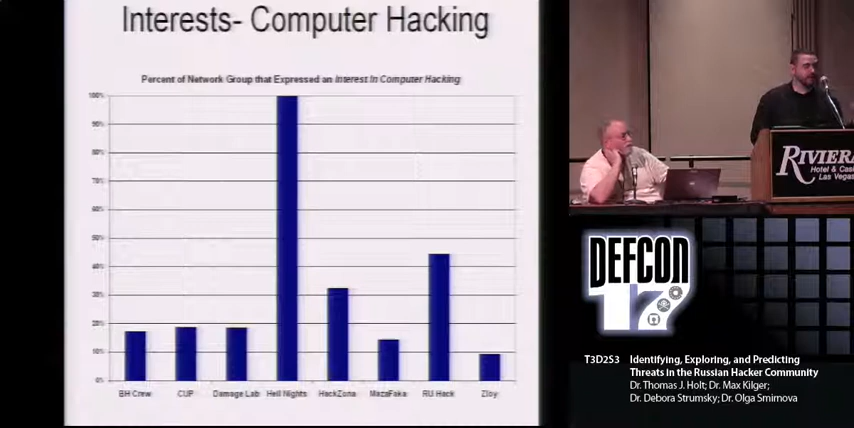 Interests- Computer Hacking
Percent of Network Group that Expressed an Interest In Computer Hacking
100%
90%
80%
70%
60%
50%
40%
30%
20%
10%
0%
BH Crew CUP Damage Lab Hell Nights HackZona MazaFaka RU Hack Zloy
RIVIERA
Hotel & Cas
Las Vegas
DEFCON
17
T3D2S3 Identifying, Exploring, and Predicting
Threats in the Russian Hacker Community
Dr. Thomas J. Holt; Dr. Max Kilger;
Dr. Debora Strumsky; Dr. Olga Smirnova